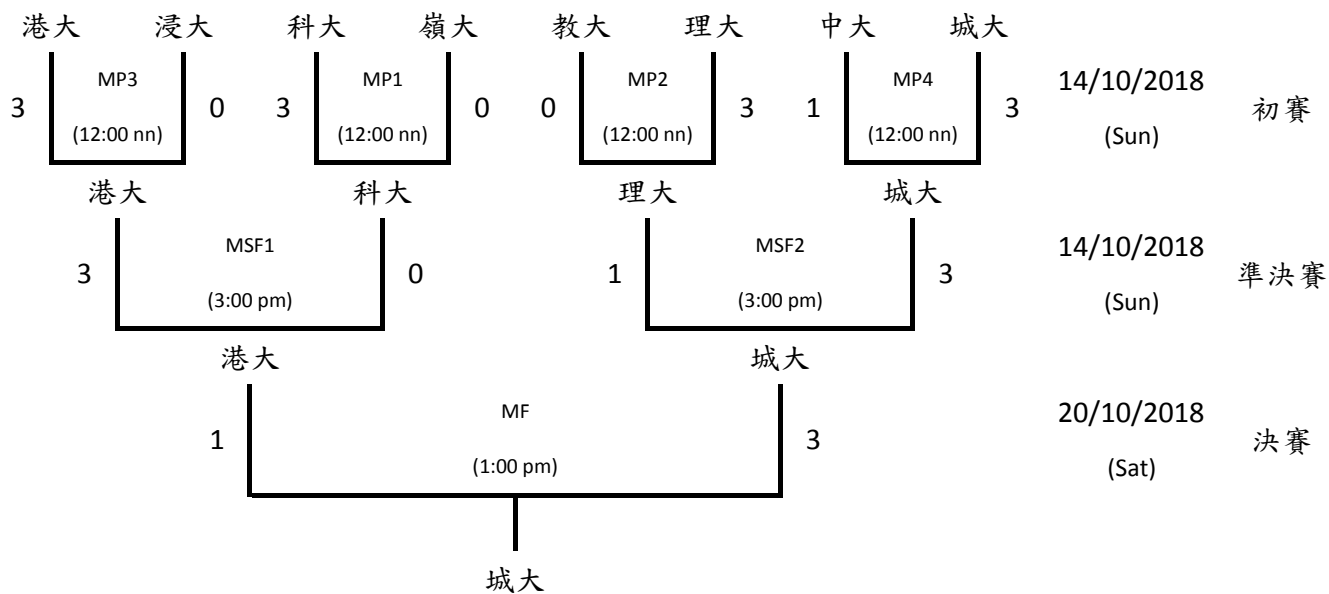 港大 浸大 科大 嶺大 教大 理大 中大 城大
MP3 MP1 MP2 MP4 14/10/2018
3 0 3 0 0 3 1 3 初賽
(12:00 nn) (12:00 nn) (12:00 nn) (12:00 nn) (Sun)
港大 科大 理大 城大
MSF1 MSF2 14/10/2018
3 0 1 3 準決賽
(3:00 pm) (3:00 pm) (Sun)
港大 城大
MF 20/10/2018
1 3 決賽
(1:00 pm) (Sat)
城大